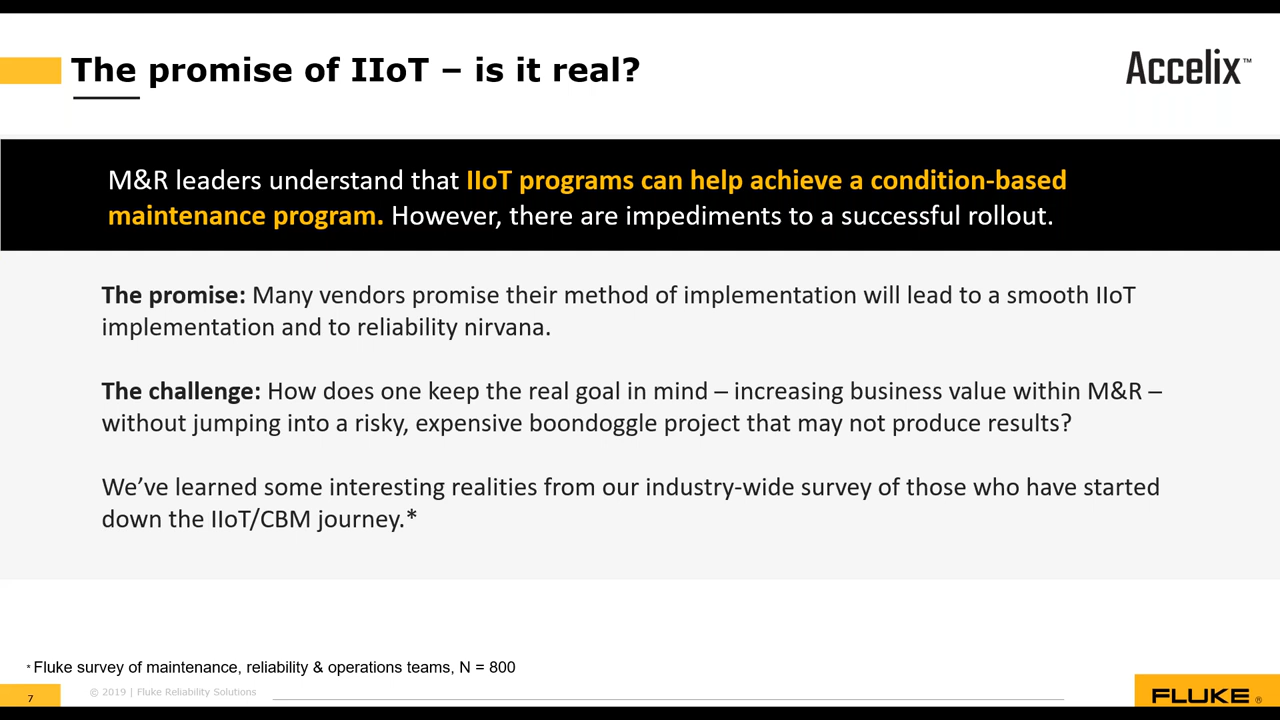 The promise of IIoT – is it real?
Accelix™
M&R leaders understand that IIoT programs can help achieve a condition-based
maintenance program. However, there are impediments to a successful rollout.
The promise: Many vendors promise their method of implementation will lead to a smooth IIoT
implementation and to reliability nirvana.
The challenge: How does one keep the real goal in mind – increasing business value within M&R –
without jumping into a risky, expensive boondoggle project that may not produce results?
We’ve learned some interesting realities from our industry-wide survey of those who have started
down the IIoT/CBM journey.*
* Fluke survey of maintenance, reliability & operations teams, N = 800
7
© 2019 | Fluke Reliability Solutions
FLUKE®